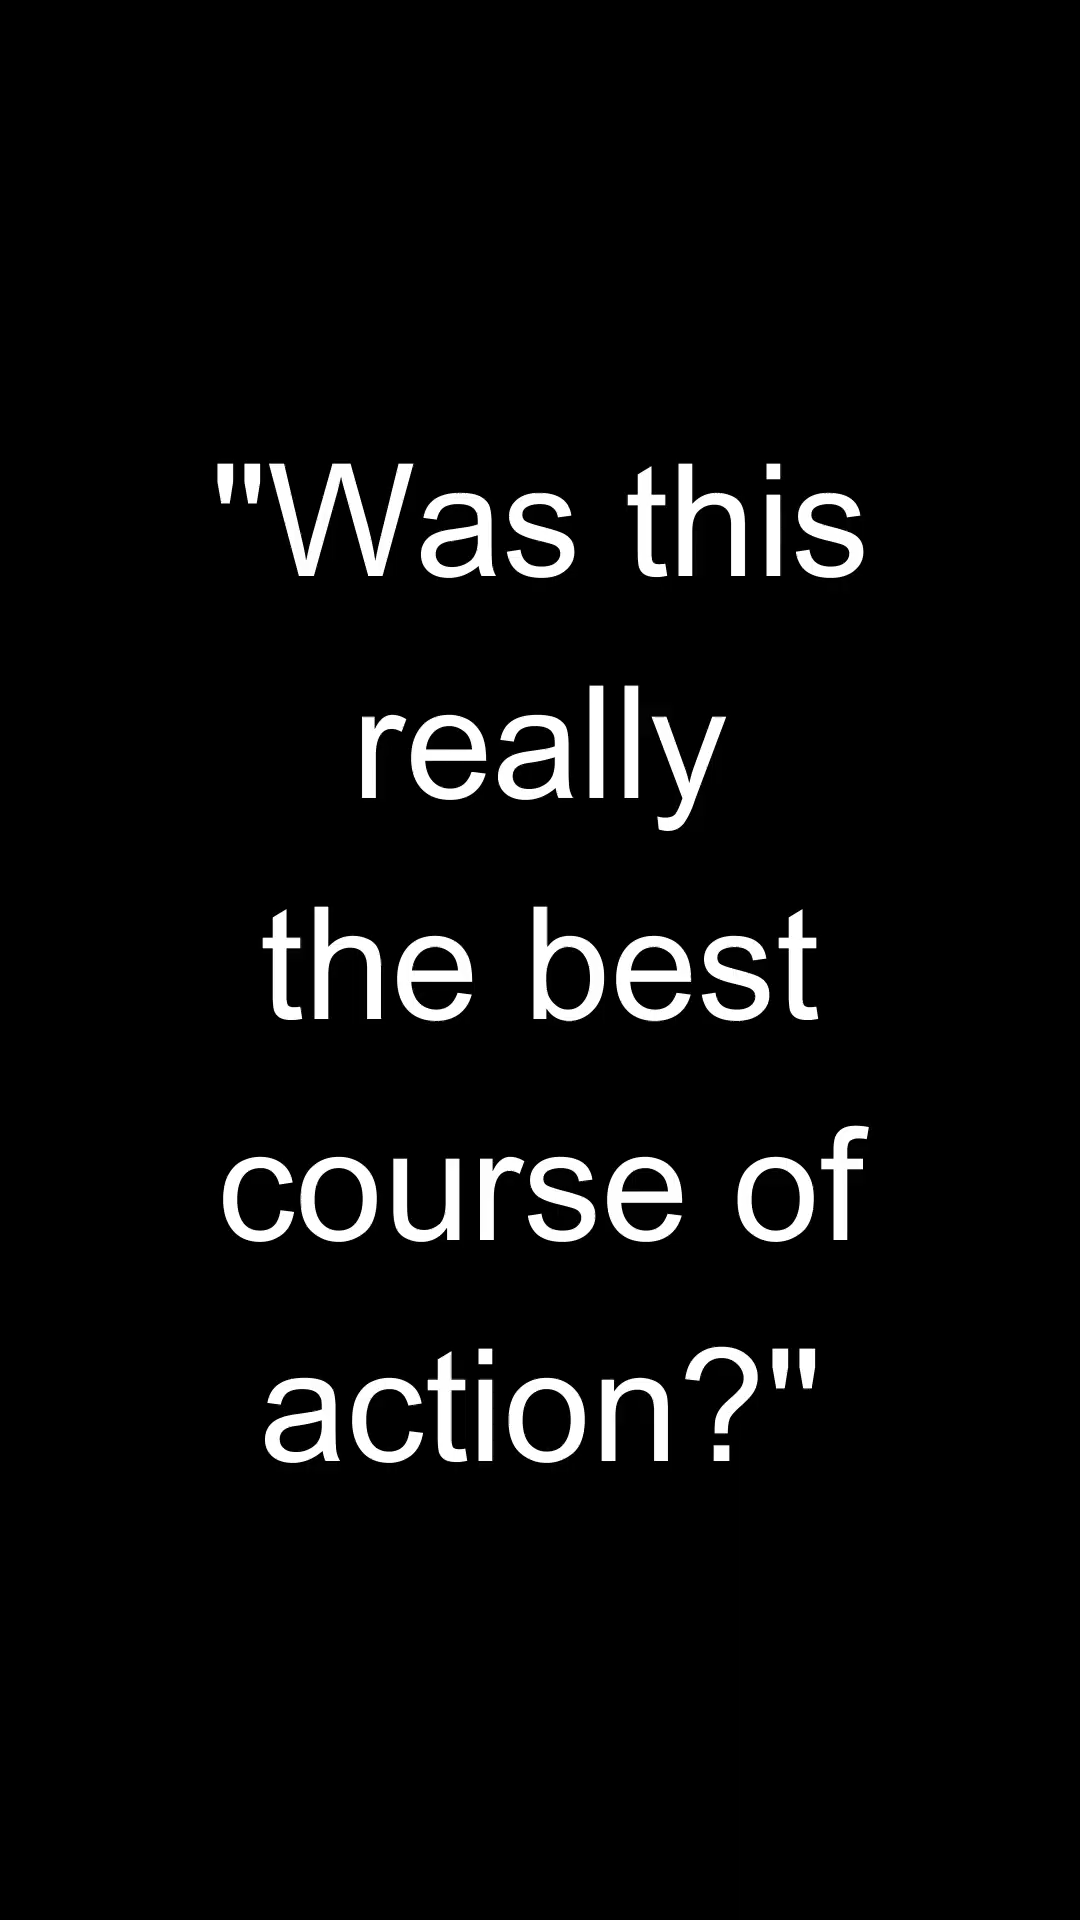 "Was this
really
the best
course of
action?"